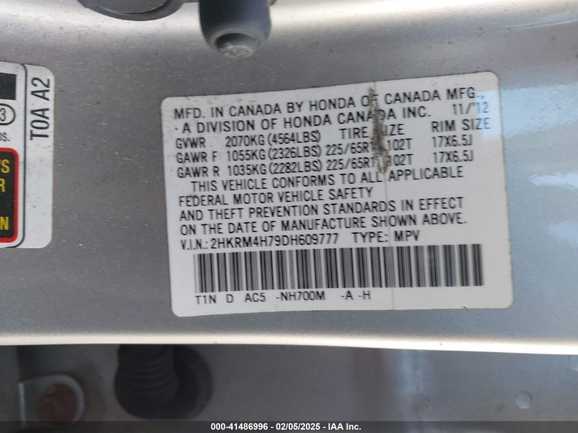 MFD. IN CANADA BY HONDA OF CANADA MFG.,
A DIVISION OF HONDA CANADA INC. 11/'12
GVWR 2070KG(4564LBS) TIRE SIZE RIM SIZE
GAWR F 1055KG(2326LBS) 225/65R17 102T 17X6.5J
GAWR R 1035KG(2282LBS) 225/65R17 102T 17X6.5J
THIS VEHICLE CONFORMS TO ALL APPLICABLE
FEDERAL MOTOR VEHICLE SAFETY
AND THEFT PREVENTION STANDARDS IN EFFECT
ON THE DATE OF MANUFACTURE SHOWN ABOVE.
V.I.N.: 2HKRM4H79DH609777 TYPE: MPV
T1N D AC5 -NH700M -A -H
T0A A2
3
000-41486996 - 02/05/2025 - IAA Inc.